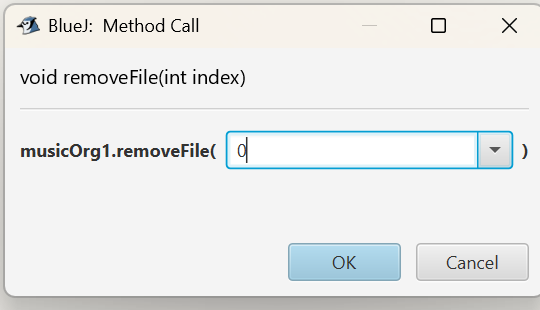 BlueJ: Method Call
void removeFile(int index)
musicOrg1.removeFile( 0 )
OK Cancel